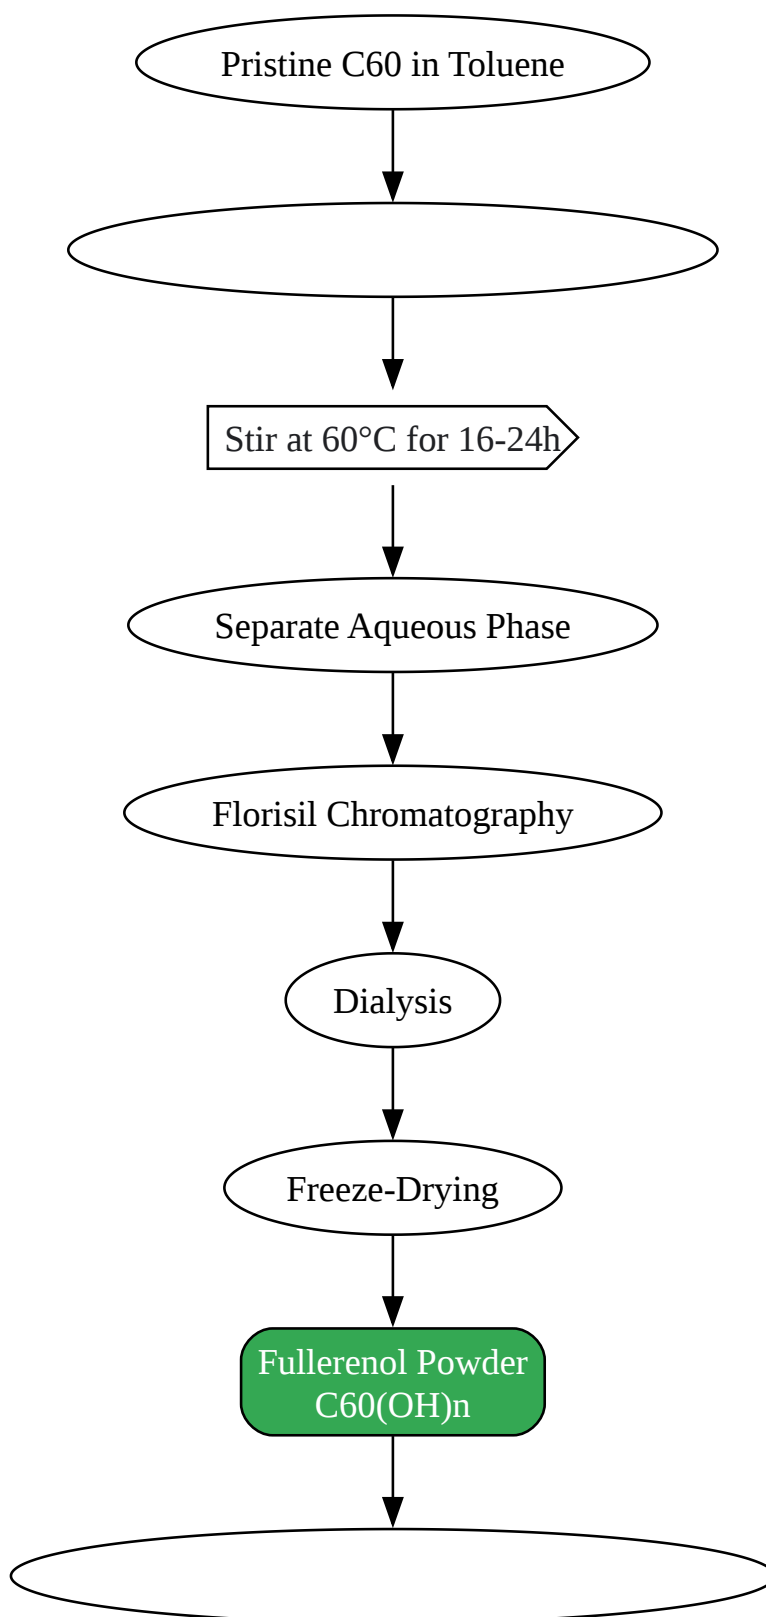 Pristine C60 in Toluene
Stir at 60°C for 16-24h
Separate Aqueous Phase
Florisil Chromatography
Dialysis
Freeze-Drying
Fullerenol Powder
C60(OH)n